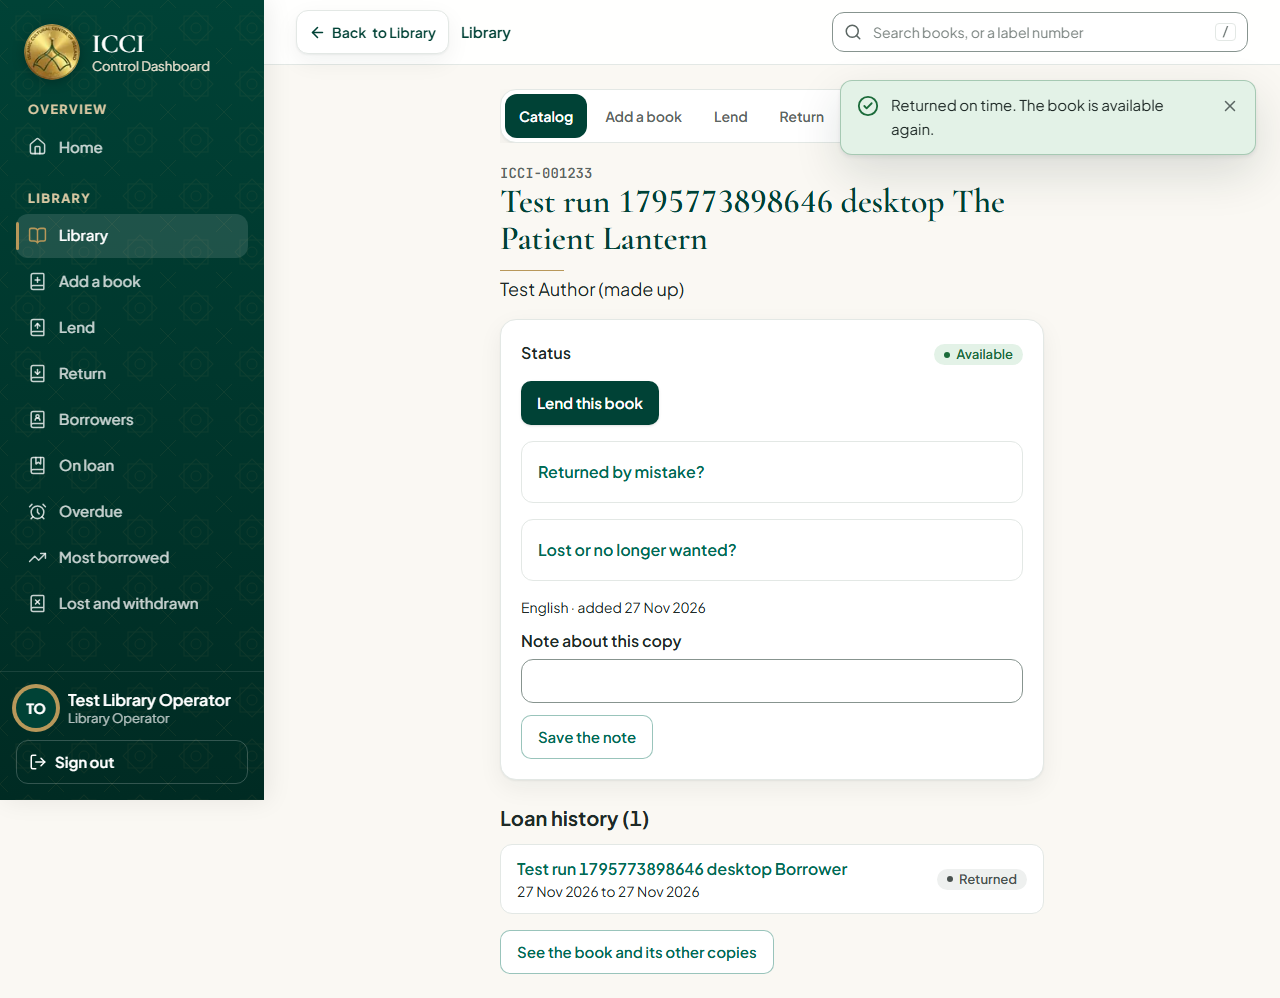 ICCI
Control Dashboard
OVERVIEW
Home
LIBRARY
Library
Add a book
Lend
Return
Borrowers
On loan
Overdue
Most borrowed
Lost and withdrawn
TO
Test Library Operator
Library Operator
Sign out
Back to Library
Library
Search books, or a label number
/
Catalog
Add a book
Lend
Return
Returned on time. The book is available
again.
ICCI-001233
Test run 1795773898646 desktop The
Patient Lantern
Test Author (made up)
Status
Available
Lend this book
Returned by mistake?
Lost or no longer wanted?
English · added 27 Nov 2026
Note about this copy
Save the note
Loan history (1)
Test run 1795773898646 desktop Borrower
27 Nov 2026 to 27 Nov 2026
Returned
See the book and its other copies